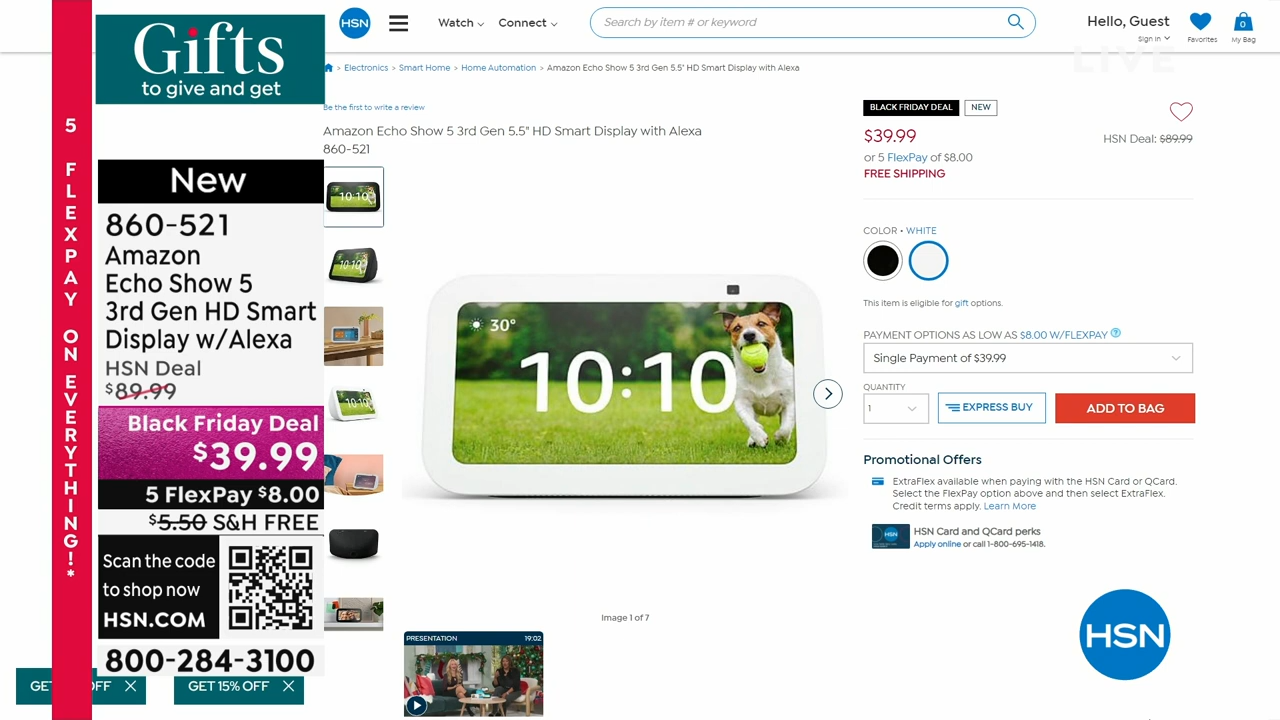 5 FLEXPAY ON EVERYTHING!*
Gifts
to give and get
New
860-521
Amazon
Echo Show 5
3rd Gen HD Smart
Display w/Alexa
HSN Deal
$89.99
Black Friday Deal
$39.99
5 FlexPay $8.00
$5.50 S&H FREE
Scan the code
to shop now
HSN.COM
800-284-3100
GET 15% OFF
HSN
Watch
Connect
Search by item # or keyword
Hello, Guest
Sign in
Favorites
0
My Bag
LIVE
> Electronics > Smart Home > Home Automation > Amazon Echo Show 5 3rd Gen 5.5" HD Smart Display with Alexa
Be the first to write a review
Amazon Echo Show 5 3rd Gen 5.5" HD Smart Display with Alexa
860-521
10:10
10:10
10:10
30°
10:10
Image 1 of 7
PRESENTATION 19:02
BLACK FRIDAY DEAL NEW
$39.99 HSN Deal: $89.99
or 5 FlexPay of $8.00
FREE SHIPPING
COLOR • WHITE
This item is eligible for gift options.
PAYMENT OPTIONS AS LOW AS $8.00 W/FLEXPAY ?
Single Payment of $39.99
QUANTITY
1
EXPRESS BUY
ADD TO BAG
Promotional Offers
ExtraFlex available when paying with the HSN Card or QCard.
Select the FlexPay option above and then select ExtraFlex.
Credit terms apply. Learn More
HSN
HSN Card and QCard perks
Apply online or call 1-800-695-1418.
HSN